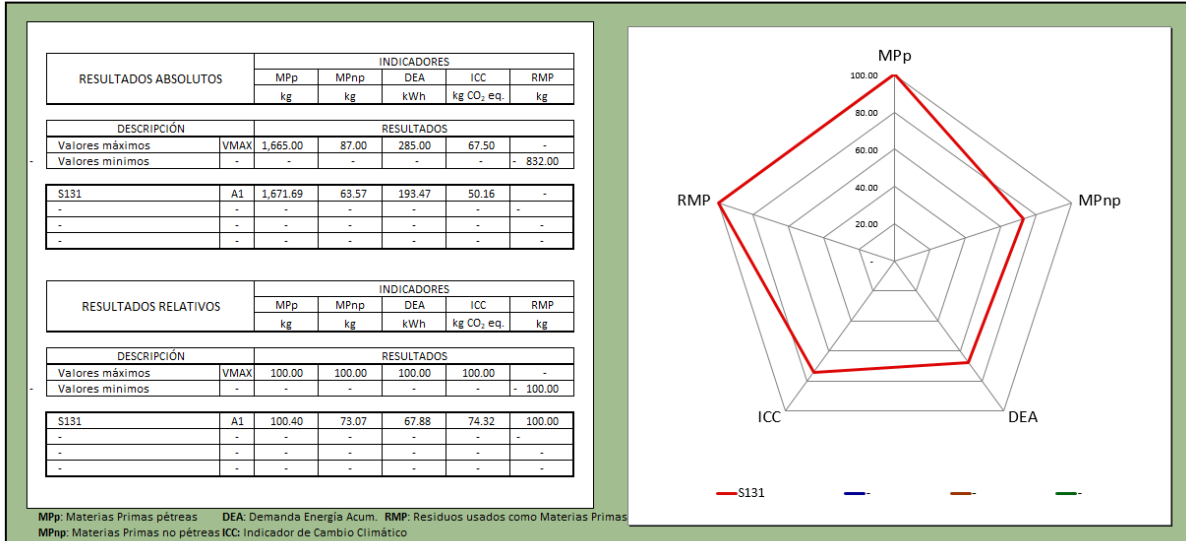 INDICADORES
RESULTADOS ABSOLUTOS MPp MPnp DEA ICC RMP
kg kg kWh kg CO₂ eq. kg
DESCRIPCIÓN RESULTADOS
Valores máximos VMAX 1,665.00 87.00 285.00 67.50 -
- Valores minimos - - - - - - 832.00
S131 A1 1,671.69 63.57 193.47 50.16 -
- - - - - - -
- - - - - - -
- - - - - - -
INDICADORES
RESULTADOS RELATIVOS MPp MPnp DEA ICC RMP
kg kg kWh kg CO₂ eq. kg
DESCRIPCIÓN RESULTADOS
Valores máximos VMAX 100.00 100.00 100.00 100.00 -
- Valores minimos - - - - - - 100.00
S131 A1 100.40 73.07 67.88 74.32 100.00
- - - - - - -
- - - - - - -
- - - - - - -
MPp: Materias Primas pétreas DEA: Demanda Energía Acum. RMP: Residuos usados como Materias Primas
MPnp: Materias Primas no pétreas ICC: Indicador de Cambio Climático
MPp
100.00
80.00
60.00
40.00
20.00
-
RMP
MPnp
ICC
DEA
S131 - - -